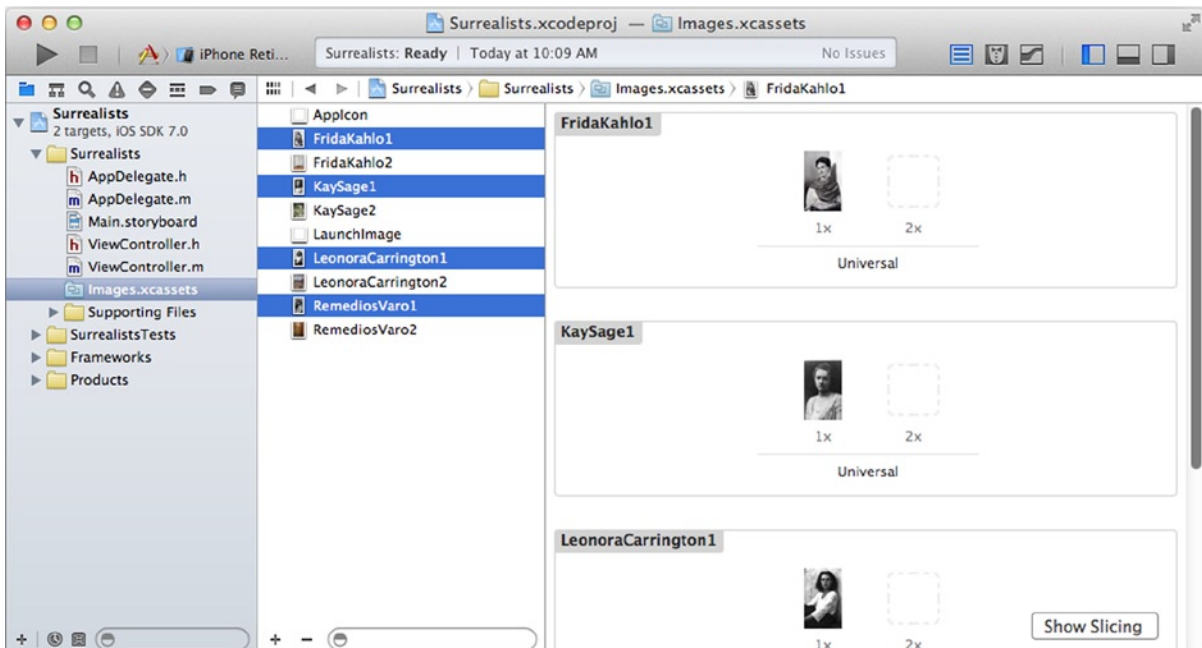 Surrealists.xcodeproj — Images.xcassets
iPhone Reti...
Surrealists: Ready | Today at 10:09 AM
No Issues
Surrealists
Surrealists
Images.xcassets
FridaKahlo1
Surrealists
2 targets, iOS SDK 7.0
Surrealists
AppDelegate.h
AppDelegate.m
Main.storyboard
ViewController.h
ViewController.m
Images.xcassets
Supporting Files
SurrealistsTests
Frameworks
Products
AppIcon
FridaKahlo1
FridaKahlo2
KaySage1
KaySage2
LaunchImage
LeonoraCarrington1
LeonoraCarrington2
RemediosVaro1
RemediosVaro2
FridaKahlo1
1x 2x
Universal
KaySage1
1x 2x
Universal
LeonoraCarrington1
1x 2x
Show Slicing